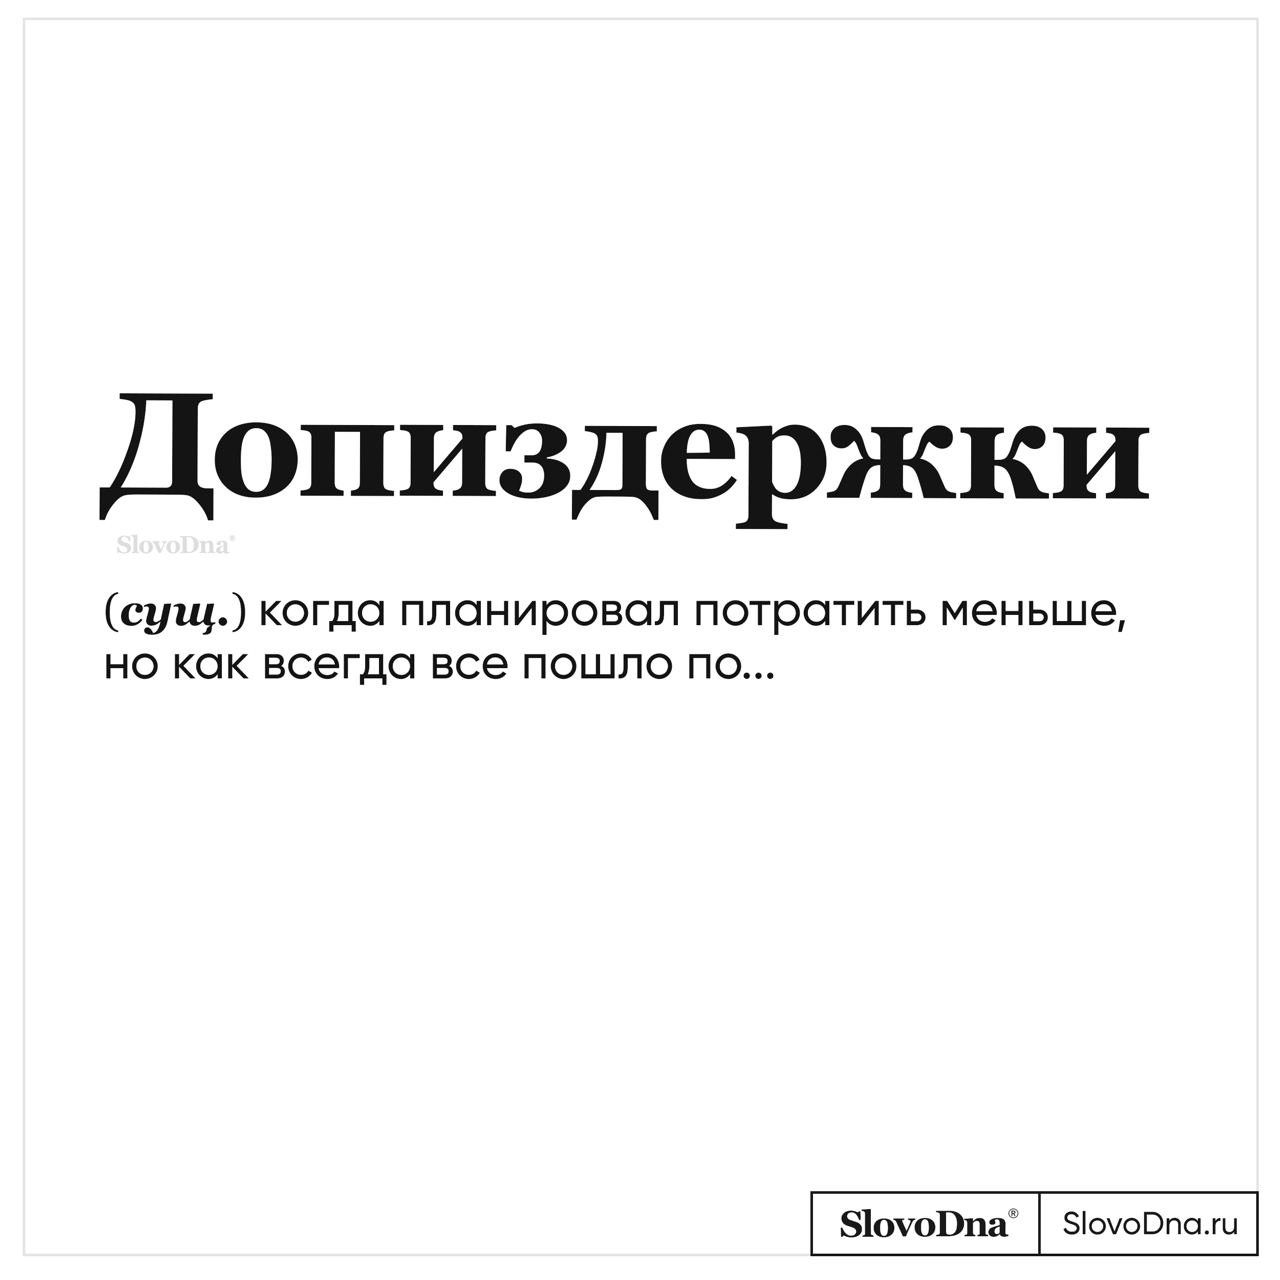 Допиздержки
SlovoDna®
(сущ.) когда планировал потратить меньше,
но как всегда все пошло по...
SlovoDna® SlovoDna.ru